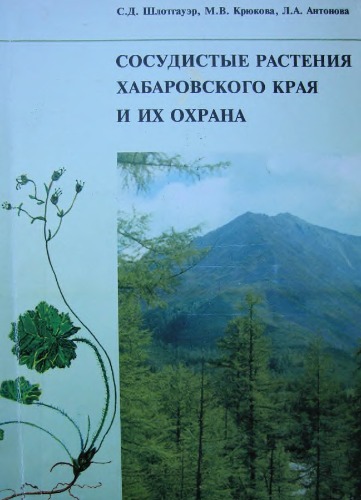 С.Д. Шлотгауэр, М.В. Крюкова, Л.А. Антонова
СОСУДИСТЫЕ РАСТЕНИЯ
ХАБАРОВСКОГО КРАЯ
И ИХ ОХРАНА